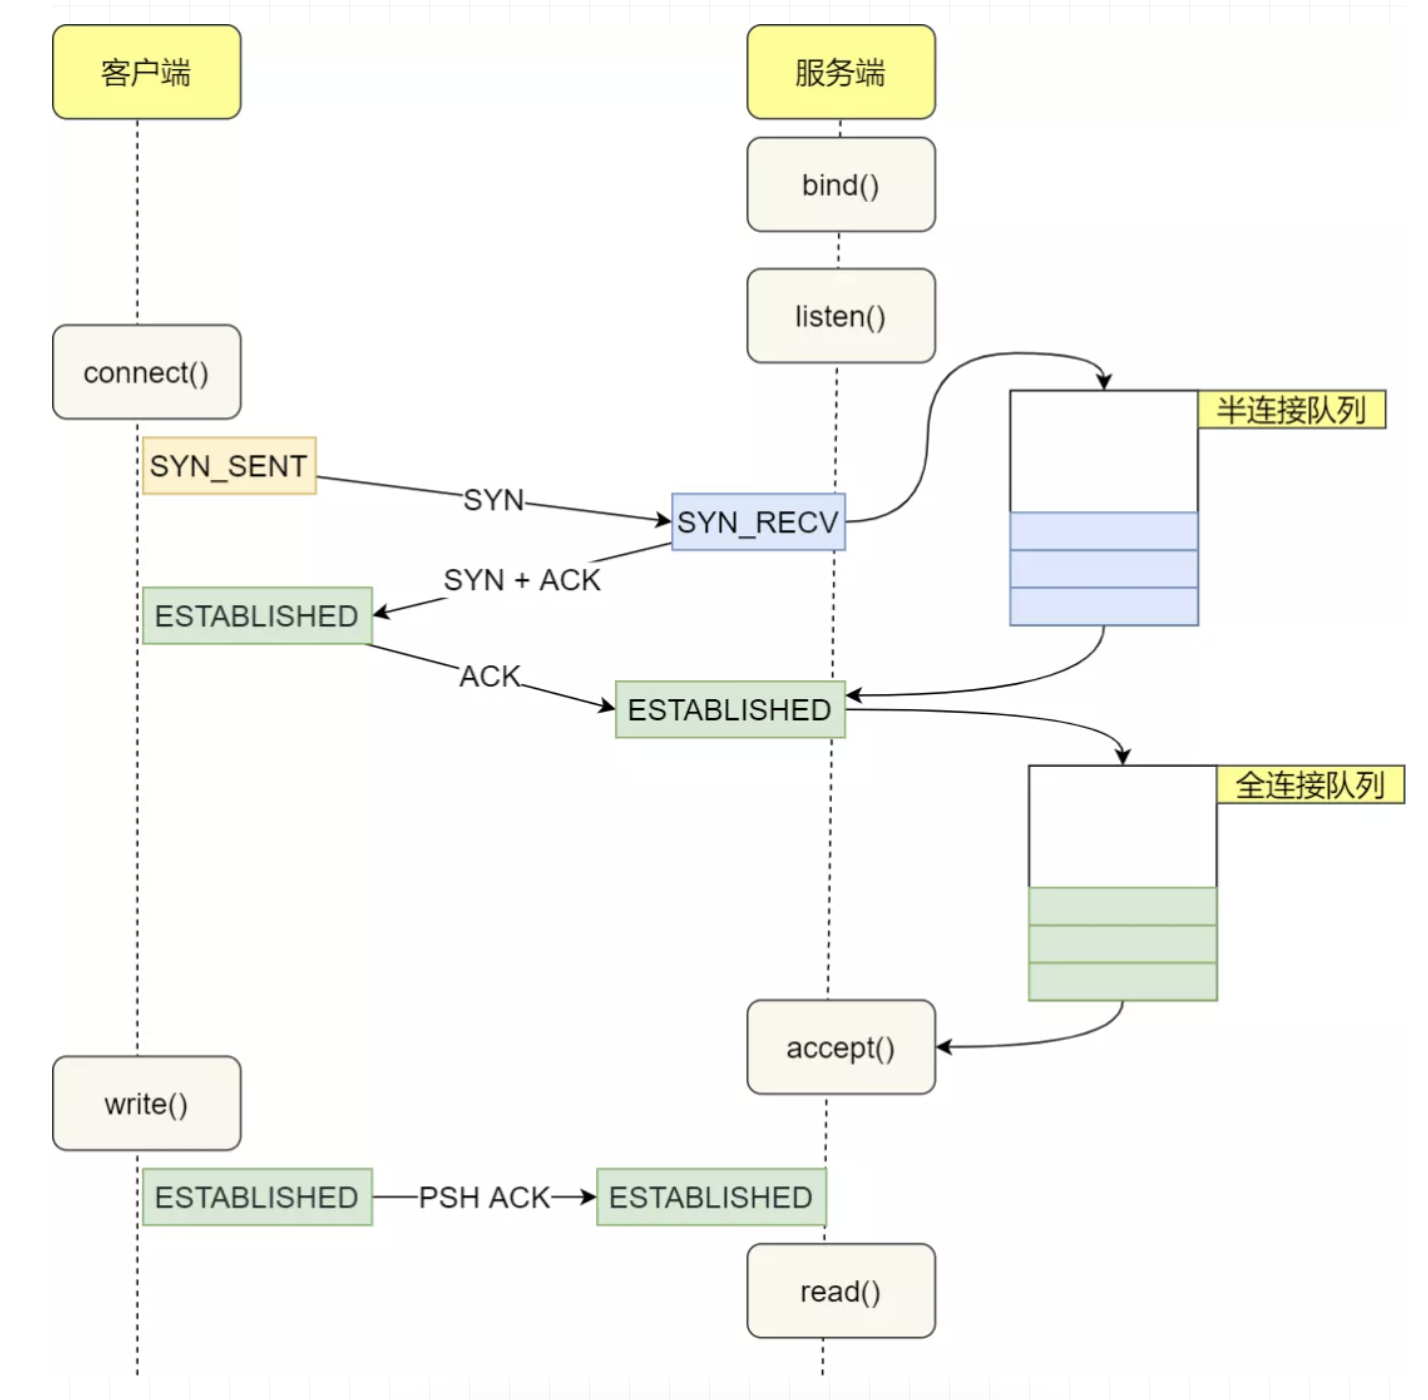 客户端
服务端
bind()
listen()
connect()
半连接队列
SYN_SENT
SYN
SYN_RECV
SYN + ACK
ESTABLISHED
ACK
ESTABLISHED
全连接队列
accept()
write()
ESTABLISHED
PSH ACK
ESTABLISHED
read()